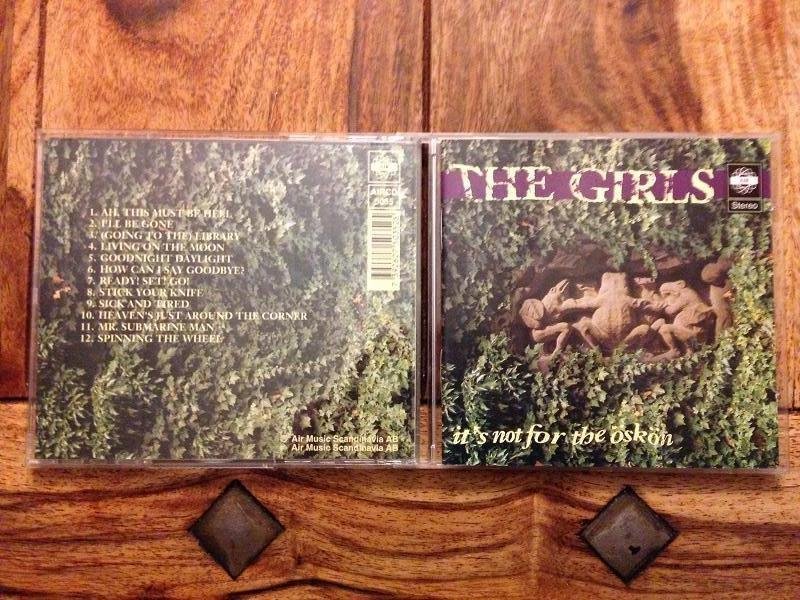 1. AH, THIS MUST BE HELL
2. I'LL BE GONE
3. (GOING TO THE) LIBRARY
4. LIVING ON THE MOON
5. GOODNIGHT DAYLIGHT
6. HOW CAN I SAY GOODBYE?
7. READY! SET! GO!
8. STICK YOUR KNIFE
9. SICK AND TIRED
10. HEAVEN'S JUST AROUND THE CORNER
11. MR. SUBMARINE MAN
12. SPINNING THE WHEEL
AIRCD
Air Music Scandinavia AB
Air Music Scandinavia AB
THE GIRLS
Stereo
it's not for the öskön